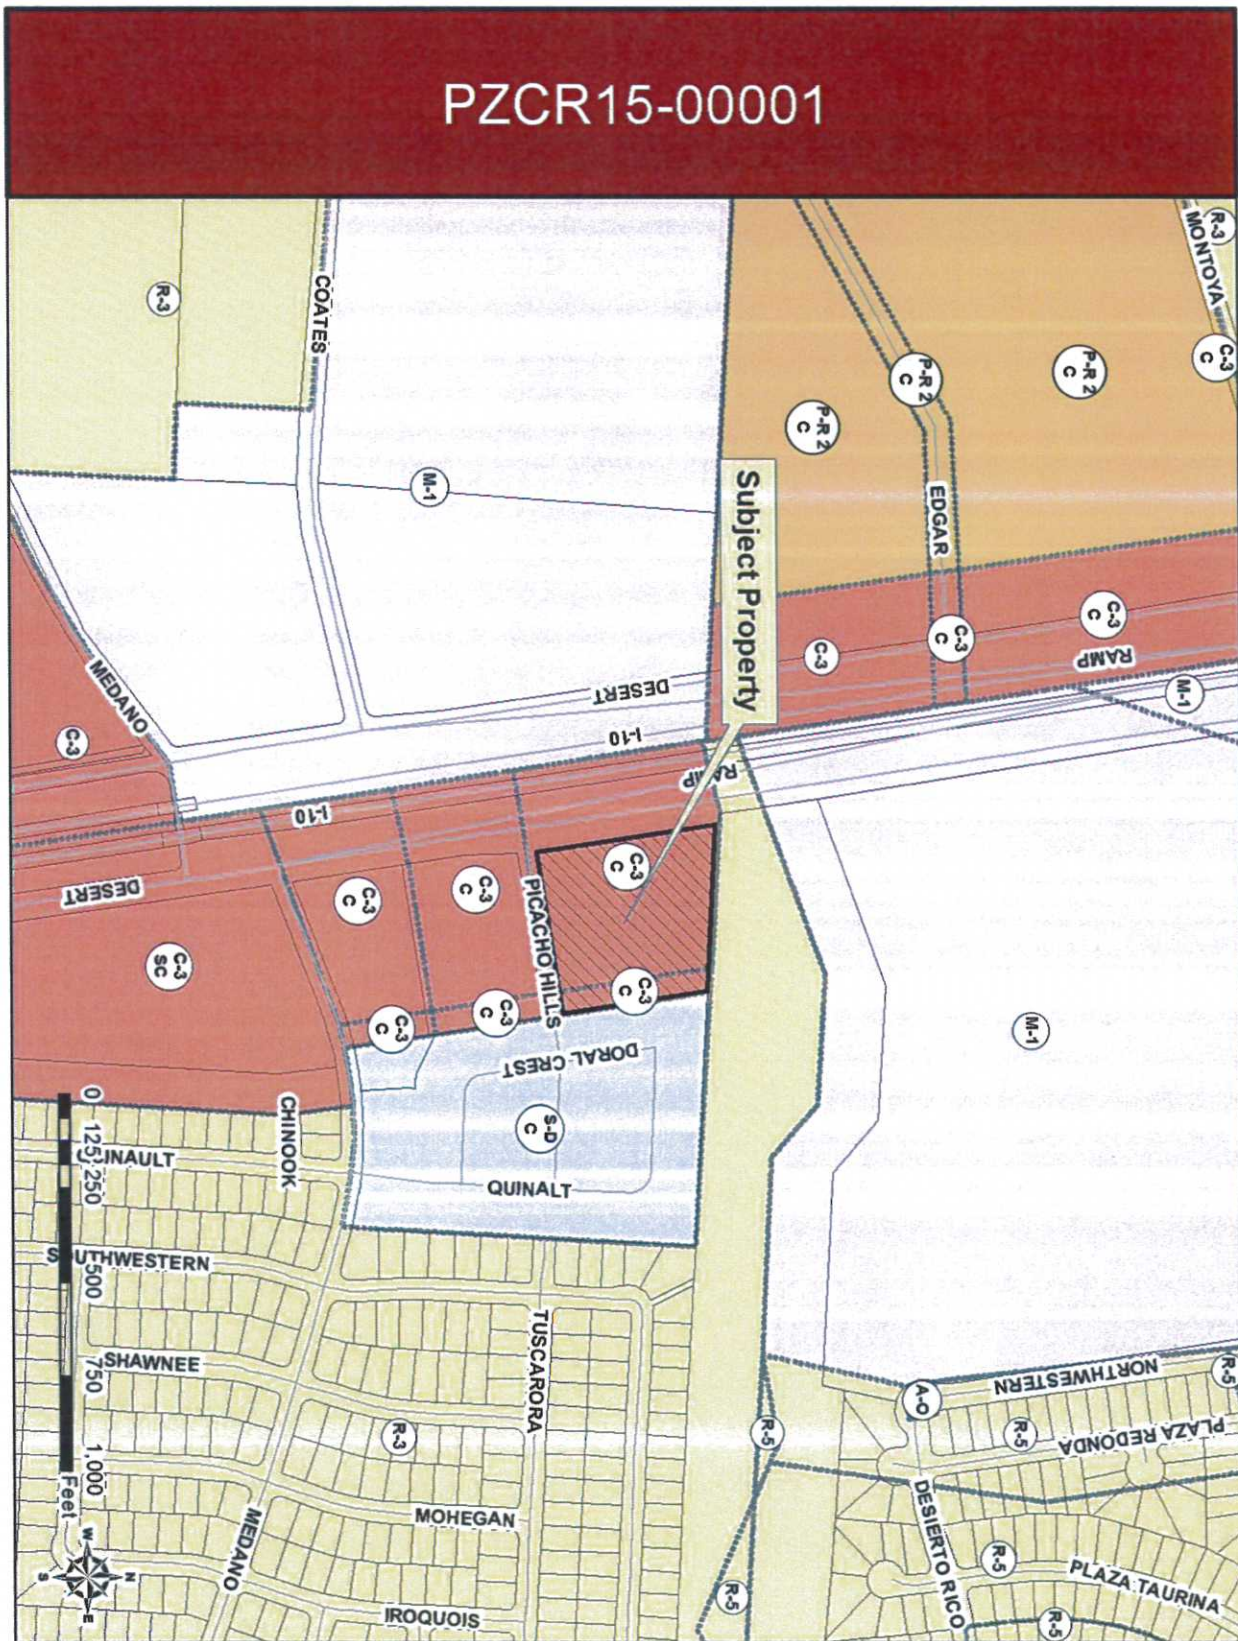 PZCR15-00001
R-3
MONTOYA
C-3
C
P-R 2
C
P-R 2
C
P-R 2
C
EDGAR
C-3
C
C-3
C
C-3
RAMP
M-1
COATES
R-3
M-1
Subject Property
DESERT
I-10
RAMP
MEDANO
C-3
I-10
DESERT
C-3
C
C-3
C
C-3
C
PICACHO HILLS
C-3
SC
C-3
C
C-3
C
C-3
C
M-1
DORAL CREST
S-D
C
QUINALT
CHINOOK
UINAULT
SOUTHWESTERN
SHAWNEE
TUSCARORA
R-3
MOHEGAN
MEDANO
IROQUOIS
NORTHWESTERN
R-5
A-O
R-5
PLAZA REDONDA
R-5
DESIERTO RICO
R-5
PLAZA TAURINA
R-5
R-5
0 125 250 500 750 1,000
Feet
N
W
E
S